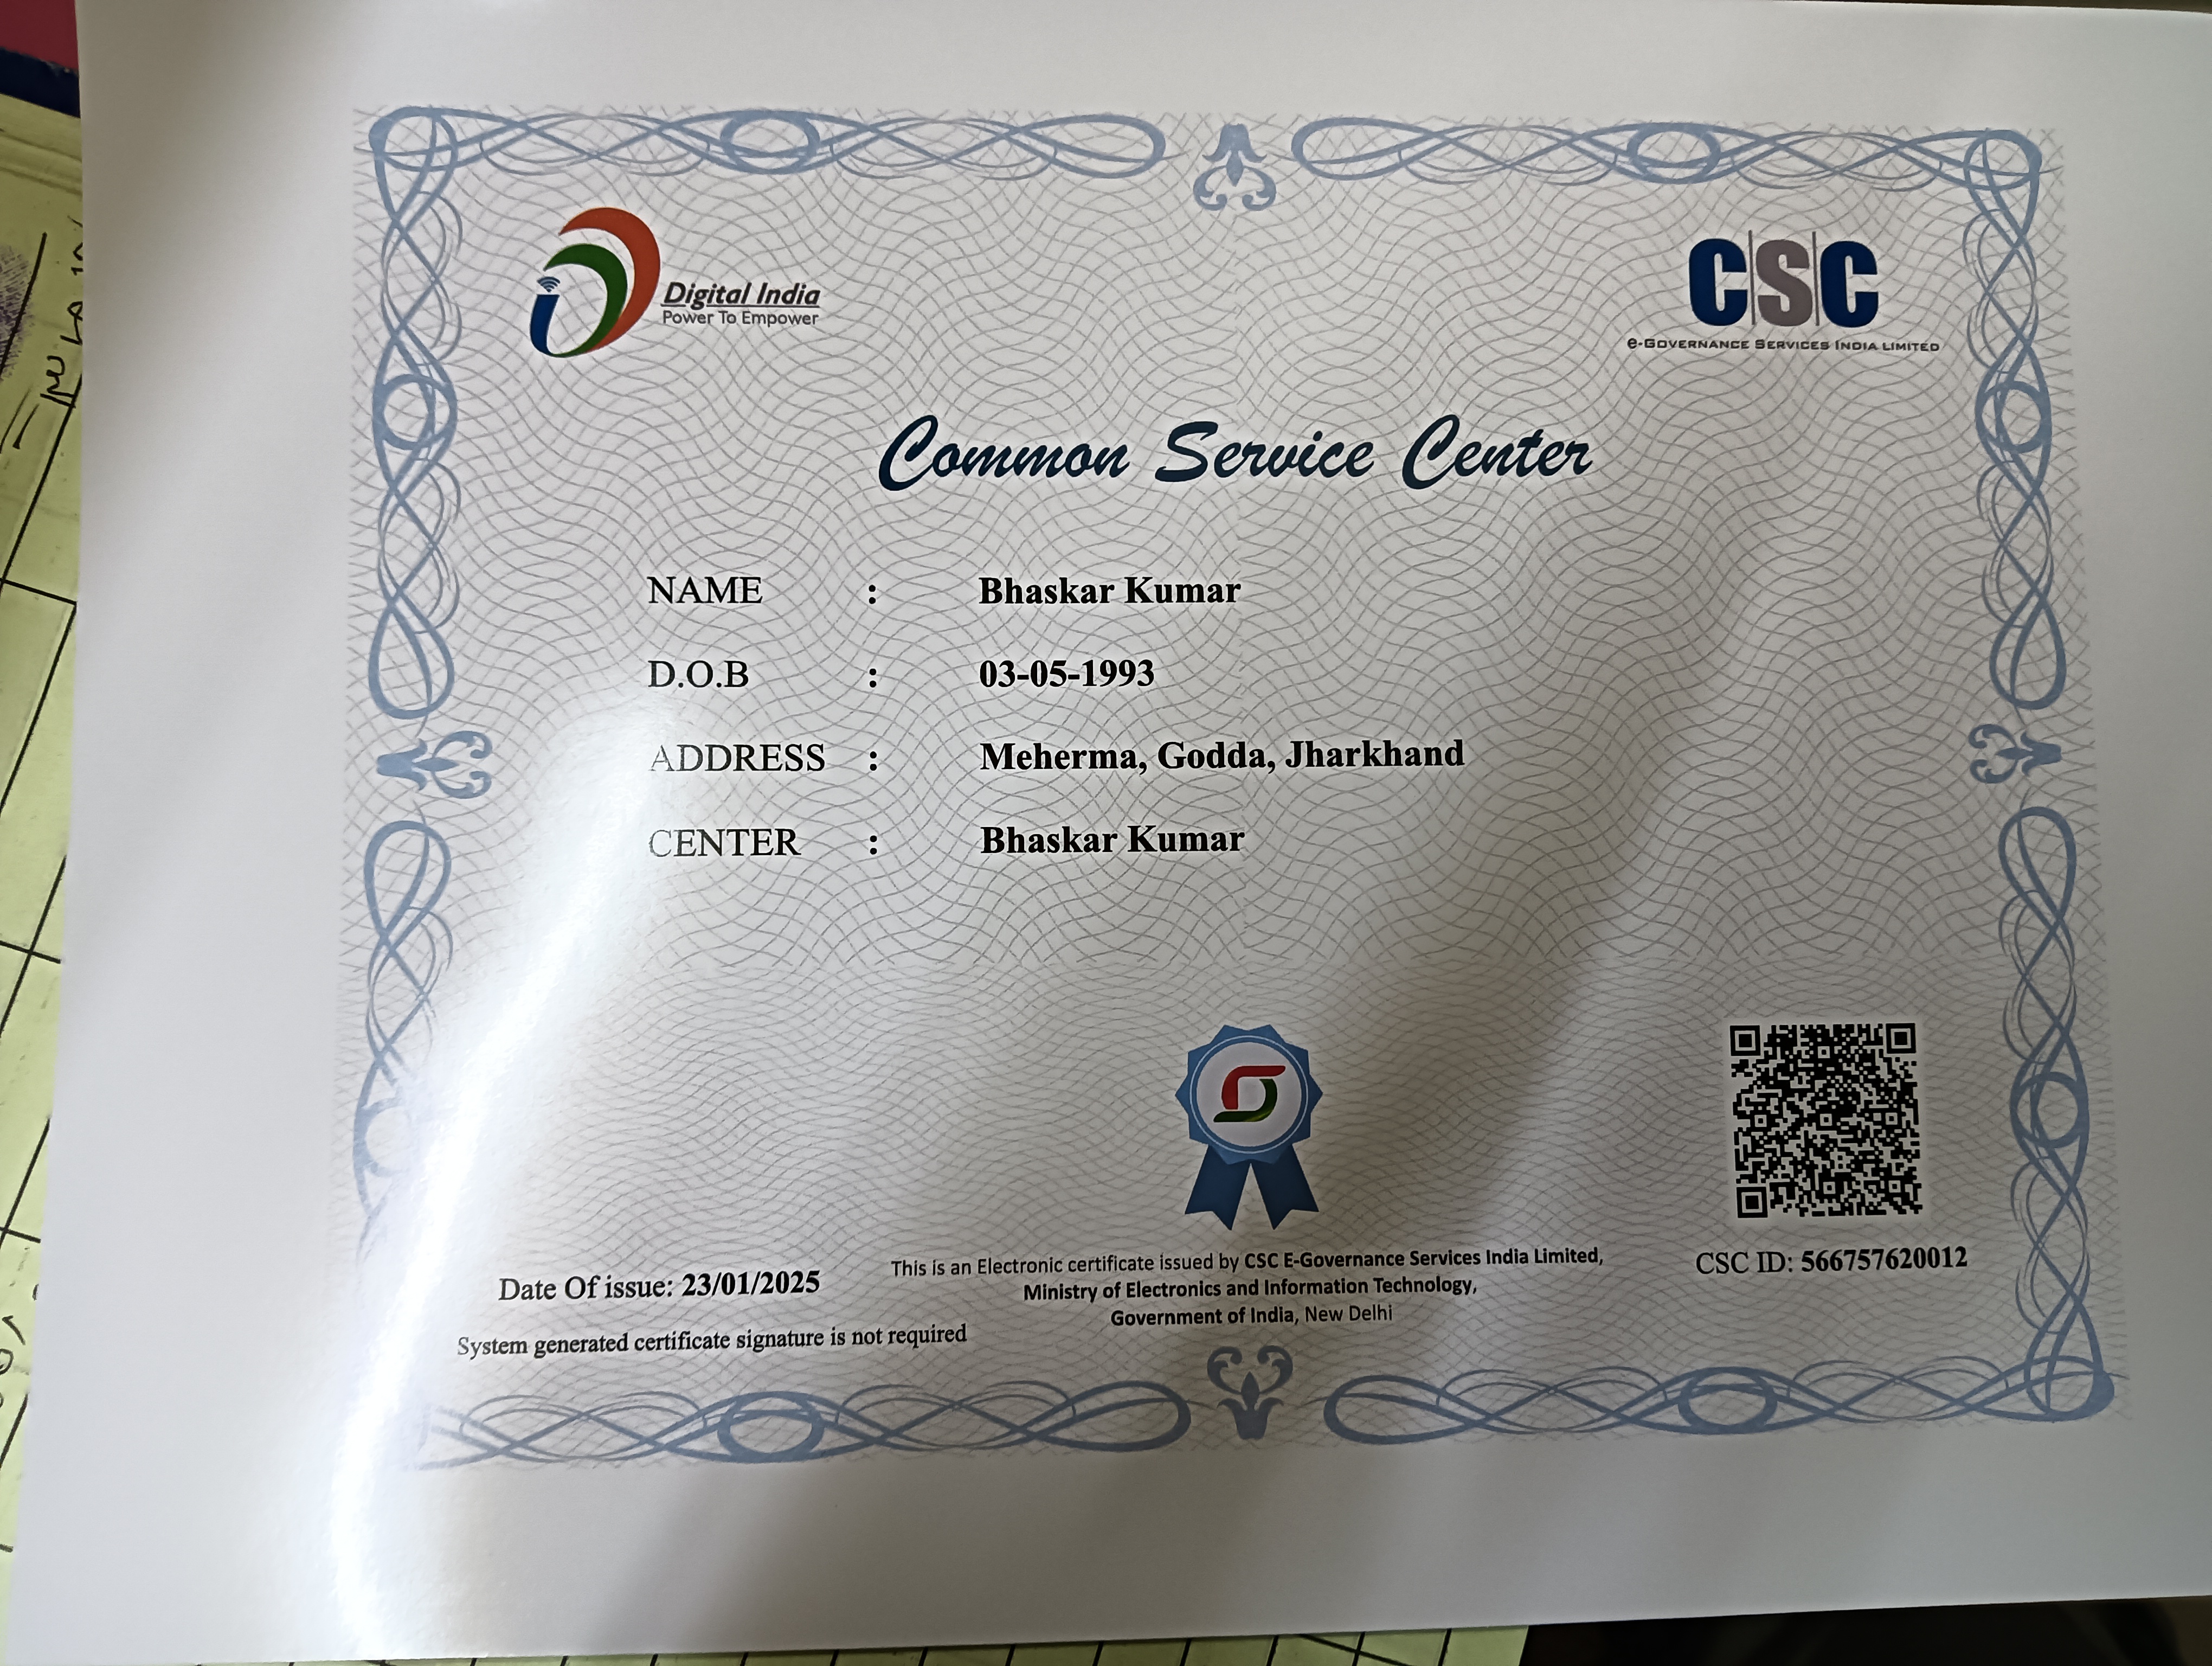 Digital India
Power To Empower
CSC
e-Governance Services India Limited
Common Service Center
NAME : Bhaskar Kumar
D.O.B : 03-05-1993
ADDRESS : Meherma, Godda, Jharkhand
CENTER : Bhaskar Kumar
Date Of issue: 23/01/2025
System generated certificate signature is not required
This is an Electronic certificate issued by CSC E-Governance Services India Limited,
Ministry of Electronics and Information Technology,
Government of India, New Delhi
CSC ID: 566757620012